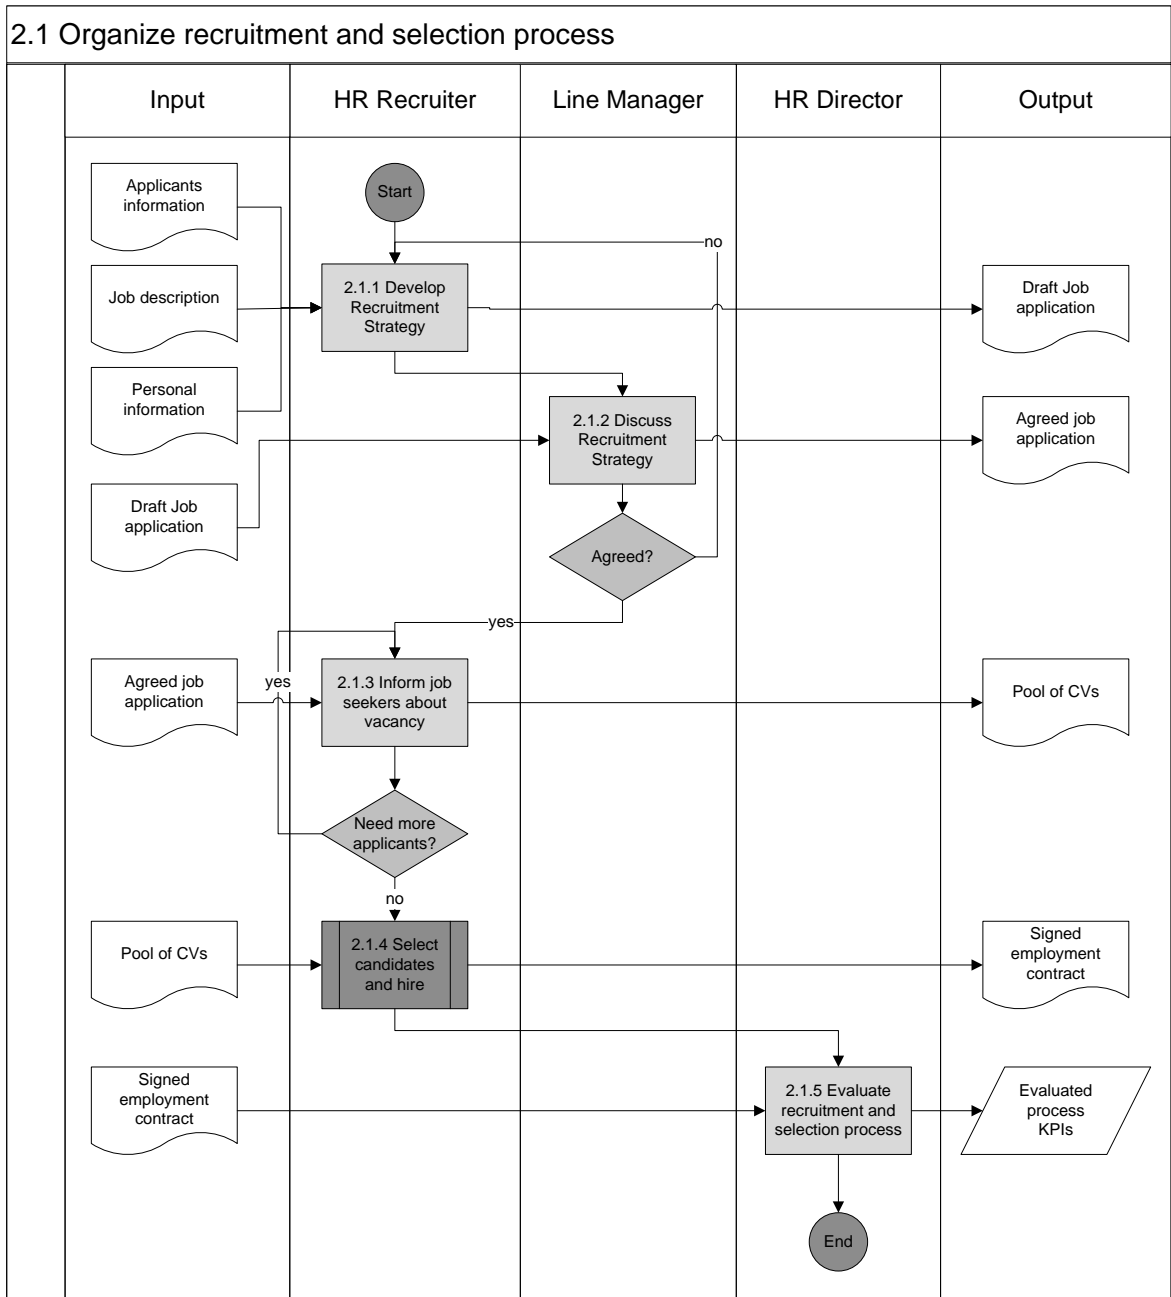 2.1 Organize recruitment and selection process
Input
HR Recruiter
Line Manager
HR Director
Output
Applicants
information
Start
no
Job description
2.1.1 Develop
Recruitment
Strategy
Draft Job
application
Personal
information
2.1.2 Discuss
Recruitment
Strategy
Agreed job
application
Draft Job
application
Agreed?
yes
Agreed job
application
yes
2.1.3 Inform job
seekers about
vacancy
Pool of CVs
Need more
applicants?
no
Pool of CVs
2.1.4 Select
candidates
and hire
Signed
employment
contract
Signed
employment
contract
2.1.5 Evaluate
recruitment and
selection process
Evaluated
process
KPIs
End